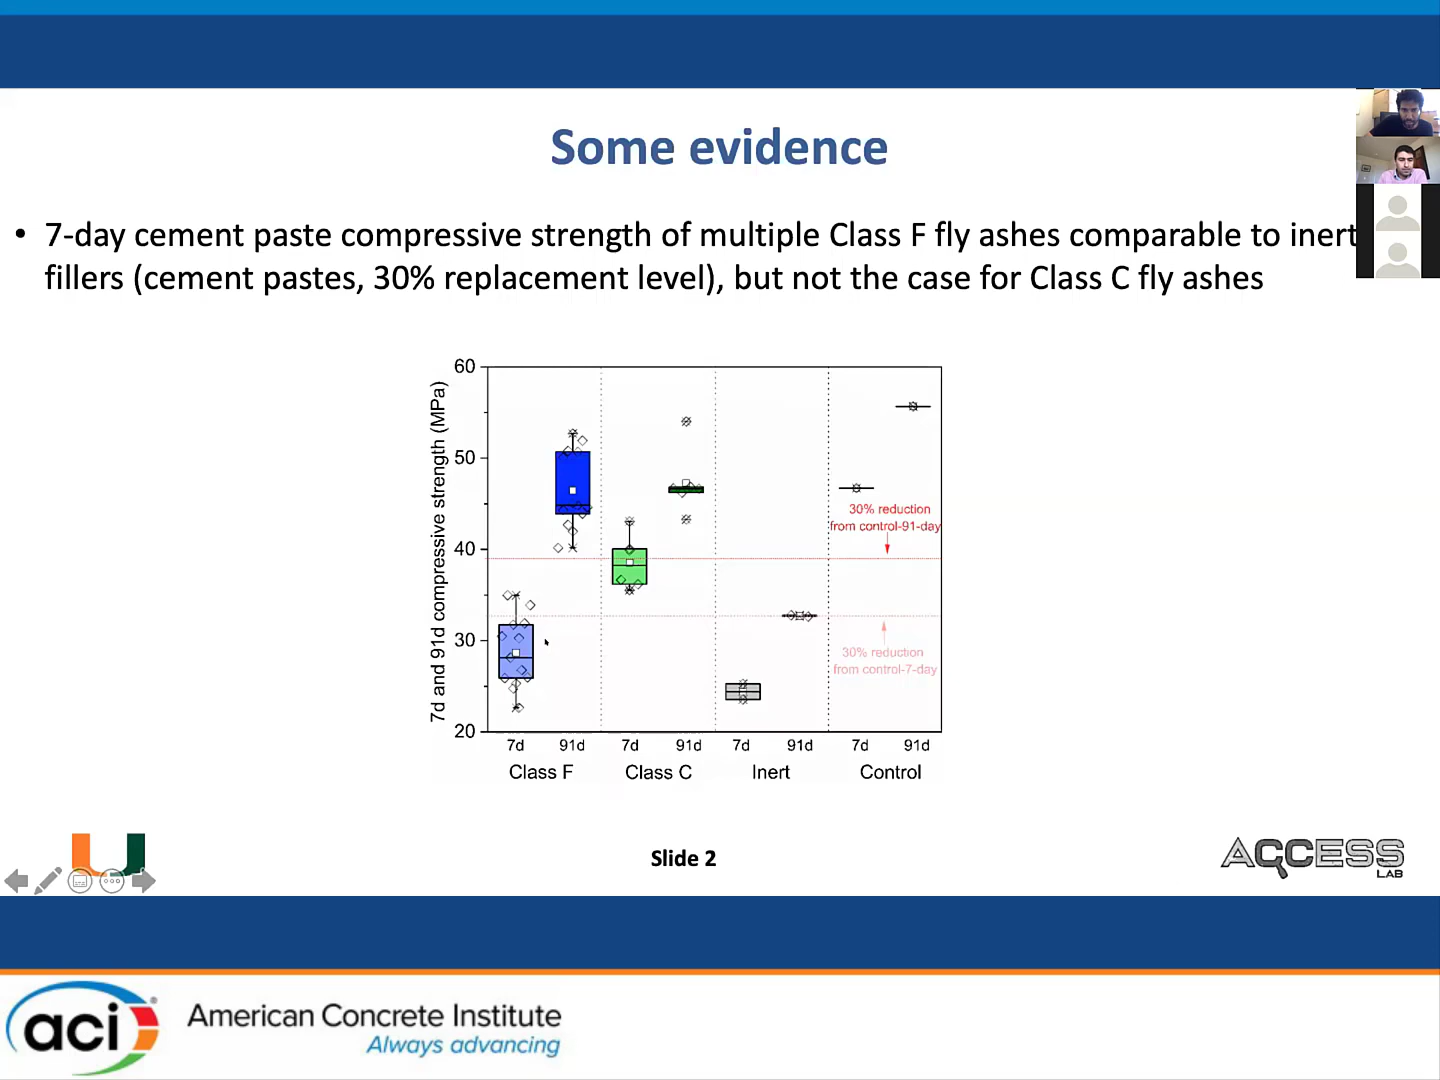 Some evidence
• 7-day cement paste compressive strength of multiple Class F fly ashes comparable to inert
fillers (cement pastes, 30% replacement level), but not the case for Class C fly ashes
7d and 91d compressive strength (MPa)
60
50
40
30
20
30% reduction
from control-91-day
30% reduction
from control-7-day
7d 91d 7d 91d 7d 91d 7d 91d
Class F Class C Inert Control
Slide 2
ACCESS
LAB
aci
American Concrete Institute
Always advancing